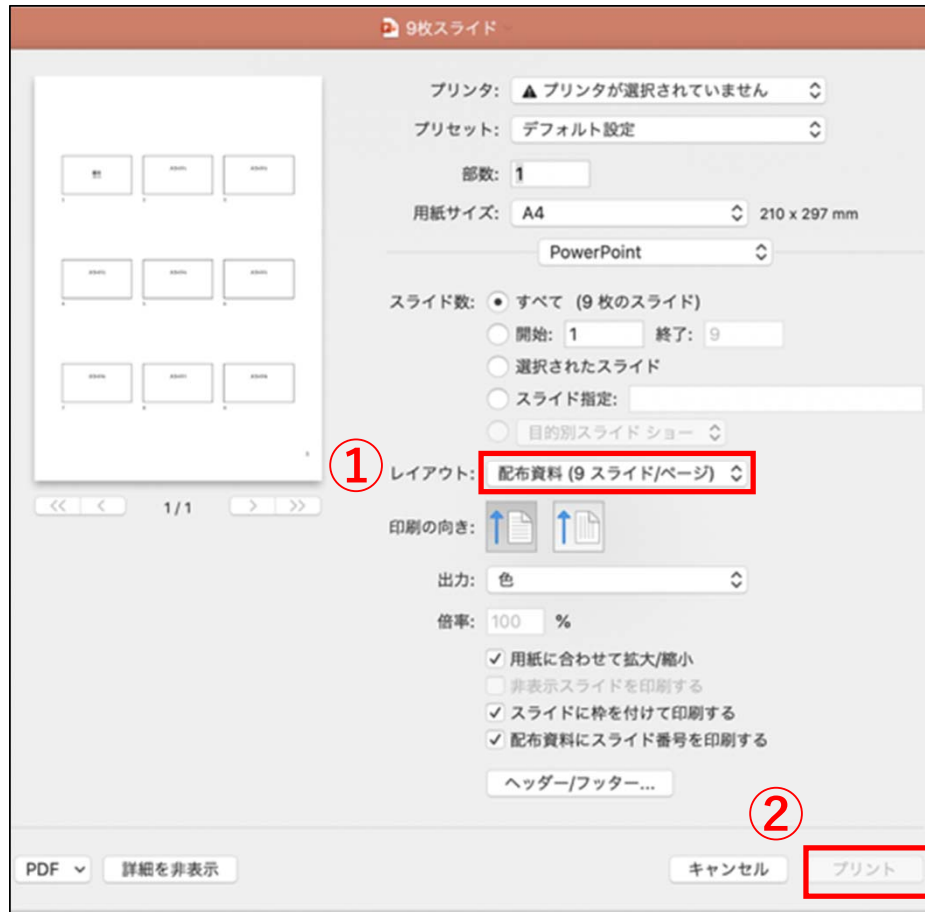 9枚スライド
プリンタ: プリンタが選択されていません
プリセット: デフォルト設定
部数: 1
用紙サイズ: A4 210 x 297 mm
PowerPoint
スライド数: すべて (9 枚のスライド)
開始: 1 終了: 9
選択されたスライド
スライド指定:
目的別スライド ショー
① レイアウト: 配布資料 (9 スライド/ページ)
<< < 1 / 1 > >>
印刷の向き:
出力: 色
倍率: 100 %
用紙に合わせて拡大/縮小
非表示スライドを印刷する
スライドに枠を付けて印刷する
配布資料にスライド番号を印刷する
ヘッダー/フッター...
②
PDF 詳細を非表示 キャンセル プリント